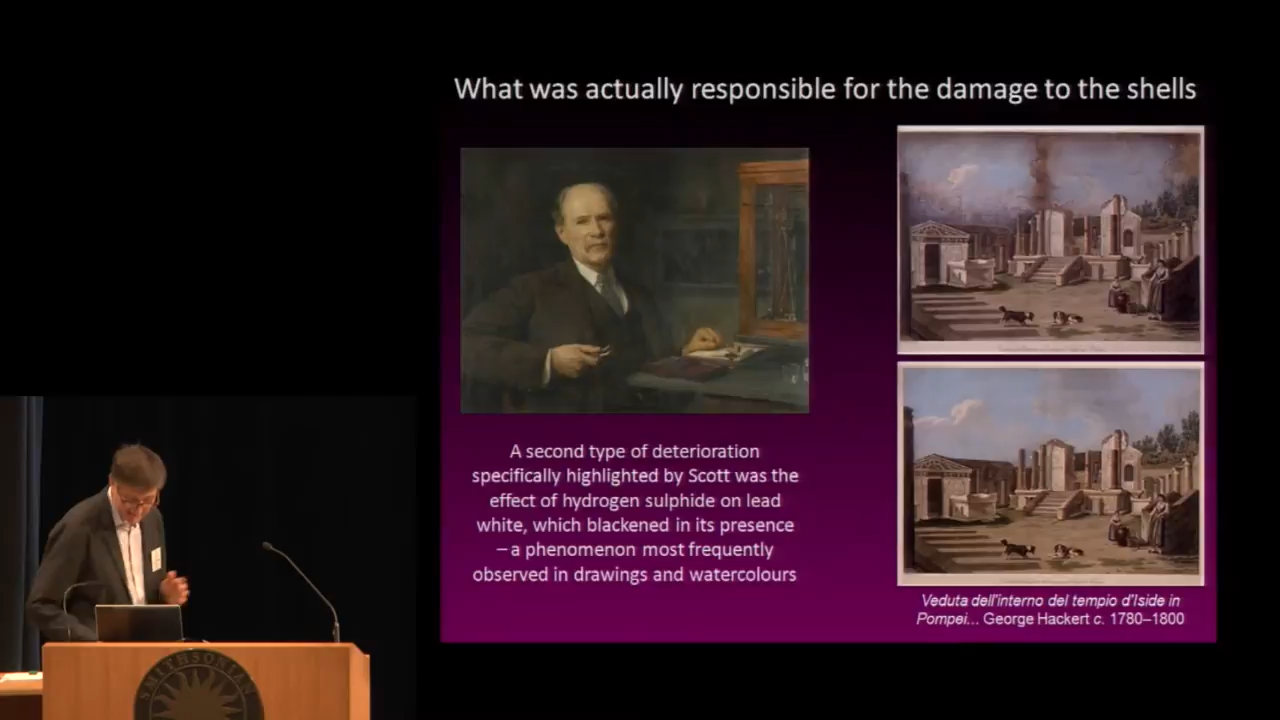 What was actually responsible for the damage to the shells
A second type of deterioration
specifically highlighted by Scott was the
effect of hydrogen sulphide on lead
white, which blackened in its presence
– a phenomenon most frequently
observed in drawings and watercolours
Veduta dell'interno del tempio d'Iside in
Pompei... George Hackert c. 1780–1800
SMITHSONIAN